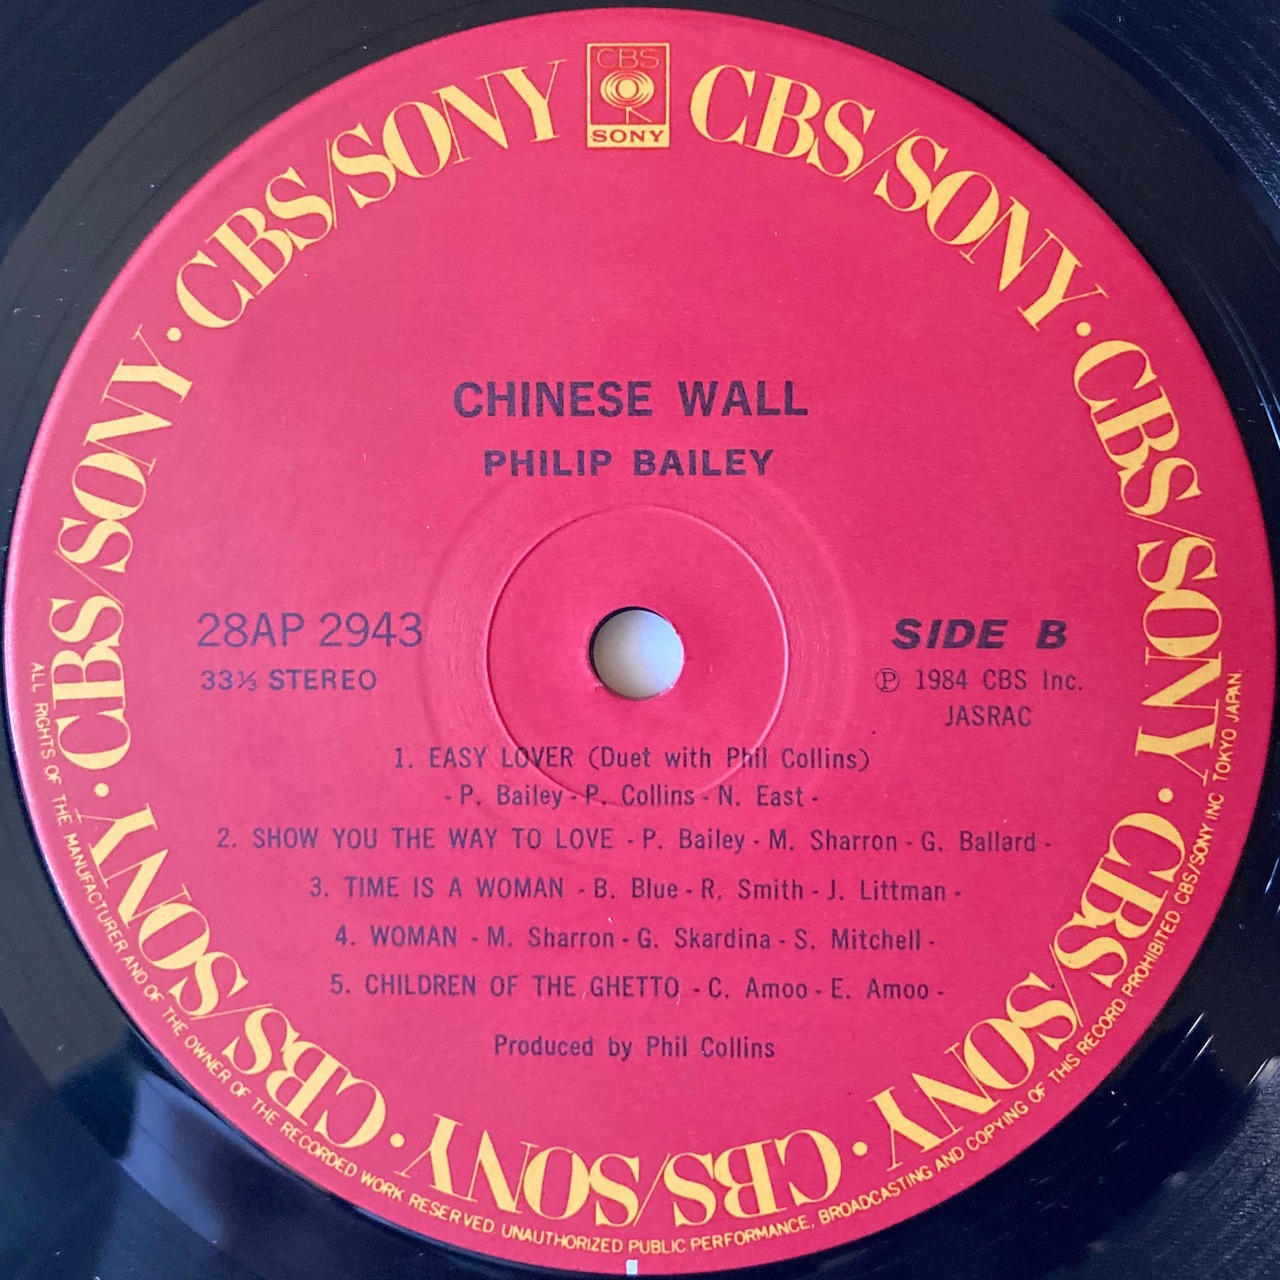 CBS
SONY
CBS/SONY · CBS/SONY · CBS/SONY · CBS/SONY · CBS/SONY · CBS/SONY · CBS/SONY
CHINESE WALL
PHILIP BAILEY
28AP 2943
33⅓ STEREO
SIDE B
Ⓟ 1984 CBS Inc.
JASRAC
1. EASY LOVER (Duet with Phil Collins)
- P. Bailey - P. Collins - N. East -
2. SHOW YOU THE WAY TO LOVE - P. Bailey - M. Sharron - G. Ballard -
3. TIME IS A WOMAN - B. Blue - R. Smith - J. Littman -
4. WOMAN - M. Sharron - G. Skardina - S. Mitchell -
5. CHILDREN OF THE GHETTO - C. Amoo - E. Amoo -
Produced by Phil Collins
ALL RIGHTS OF THE MANUFACTURER AND OF THE OWNER OF THE RECORDED WORK RESERVED. UNAUTHORIZED PUBLIC PERFORMANCE, BROADCASTING AND COPYING OF THIS RECORD PROHIBITED. CBS/SONY INC TOKYO JAPAN